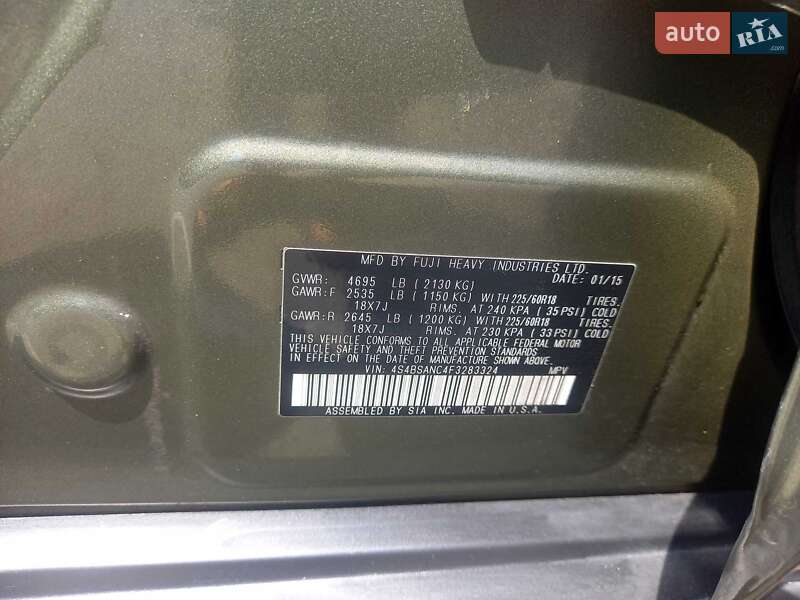 auto RIA.com
MFD BY FUJI HEAVY INDUSTRIES LTD.
GVWR: 4695 LB ( 2130 KG) DATE: 01/15
GAWR:F 2535 LB ( 1150 KG) WITH 225/60R18 TIRES.
18X7J RIMS. AT 240 KPA ( 35 PSI) COLD
GAWR:R 2645 LB ( 1200 KG) WITH 225/60R18 TIRES.
18X7J RIMS. AT 230 KPA ( 33 PSI) COLD
THIS VEHICLE CONFORMS TO ALL APPLICABLE FEDERAL MOTOR
VEHICLE SAFETY AND THEFT PREVENTION STANDARDS
IN EFFECT ON THE DATE OF MANUFACTURE SHOWN ABOVE.
VIN: 4S4BSANC4F3283324 MPV
ASSEMBLED BY SIA INC. MADE IN U.S.A.